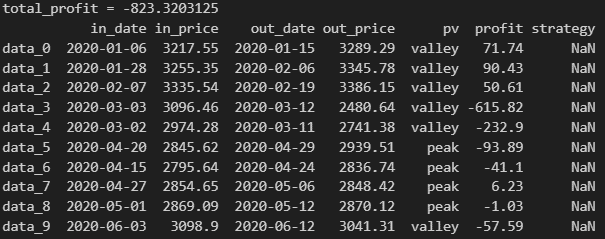 total_profit = -823.3203125
in_date in_price out_date out_price pv profit strategy
data_0 2020-01-06 3217.55 2020-01-15 3289.29 valley 71.74 NaN
data_1 2020-01-28 3255.35 2020-02-06 3345.78 valley 90.43 NaN
data_2 2020-02-07 3335.54 2020-02-19 3386.15 valley 50.61 NaN
data_3 2020-03-03 3096.46 2020-03-12 2480.64 valley -615.82 NaN
data_4 2020-03-02 2974.28 2020-03-11 2741.38 valley -232.9 NaN
data_5 2020-04-20 2845.62 2020-04-29 2939.51 peak -93.89 NaN
data_6 2020-04-15 2795.64 2020-04-24 2836.74 peak -41.1 NaN
data_7 2020-04-27 2854.65 2020-05-06 2848.42 peak 6.23 NaN
data_8 2020-05-01 2869.09 2020-05-12 2870.12 peak -1.03 NaN
data_9 2020-06-03 3098.9 2020-06-12 3041.31 valley -57.59 NaN